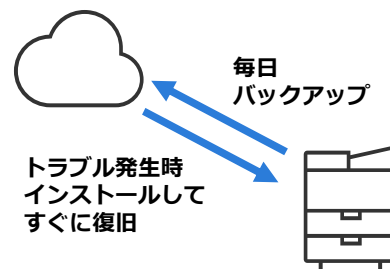 毎日
バックアップ
トラブル発生時
インストールして
すぐに復旧